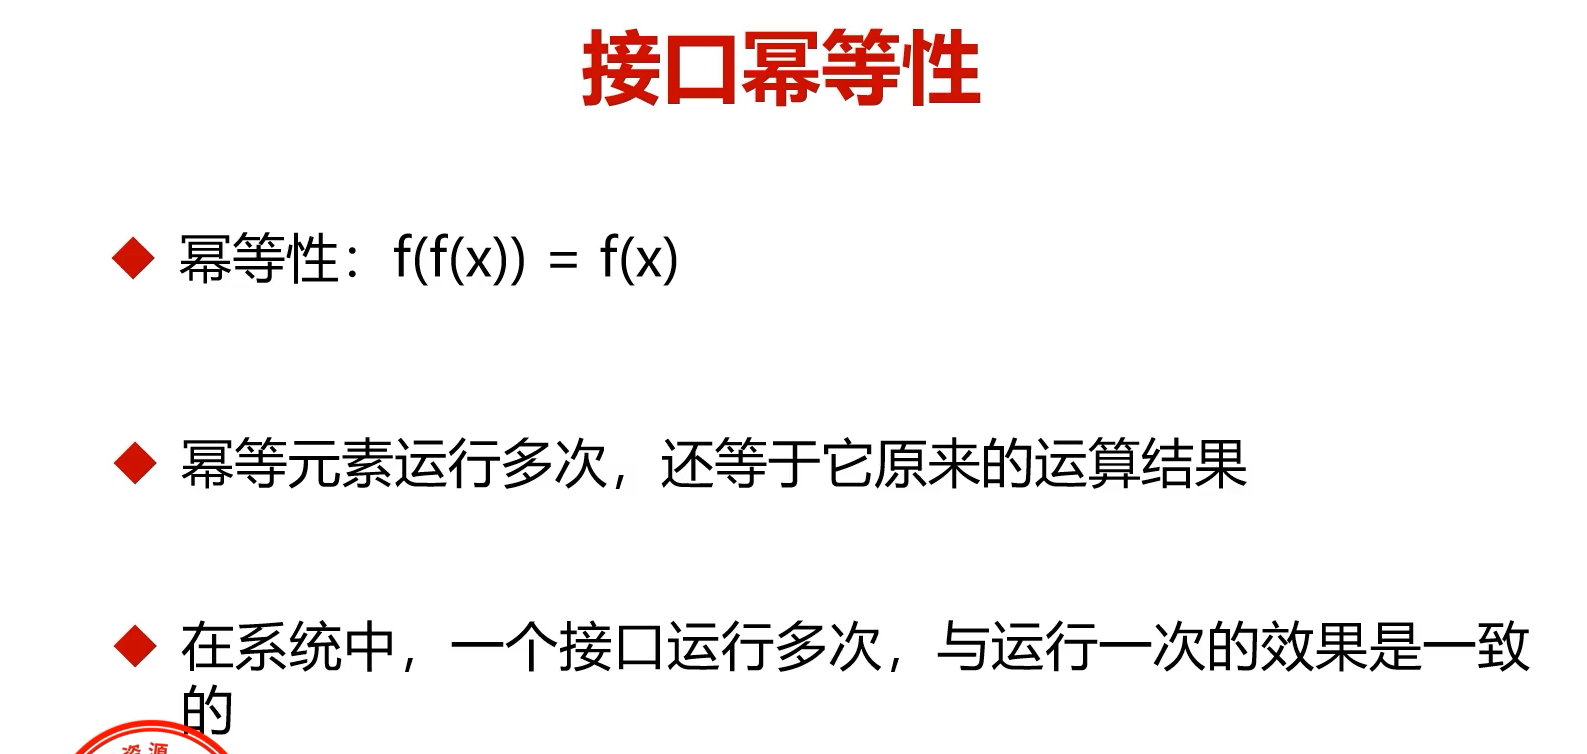 接口幂等性
幂等性：f(f(x)) = f(x)
幂等元素运行多次，还等于它原来的运算结果
在系统中，一个接口运行多次，与运行一次的效果是一致
的
资源